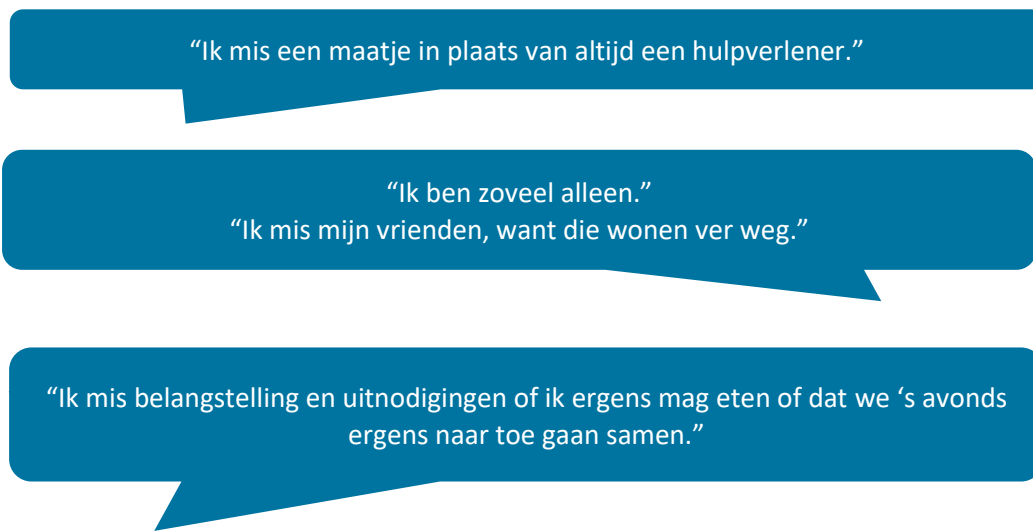 “Ik mis een maatje in plaats van altijd een hulpverlener.”
“Ik ben zoveel alleen.”
“Ik mis mijn vrienden, want die wonen ver weg.”
“Ik mis belangstelling en uitnodigingen of ik ergens mag eten of dat we ‘s avonds
ergens naar toe gaan samen.”